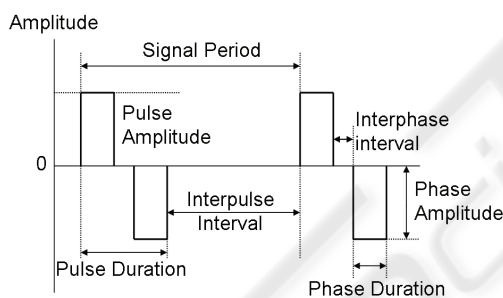 Amplitude
Signal Period
Pulse
Amplitude
Interphase
interval
0
Interpulse
Interval
Phase
Amplitude
Pulse Duration
Phase Duration